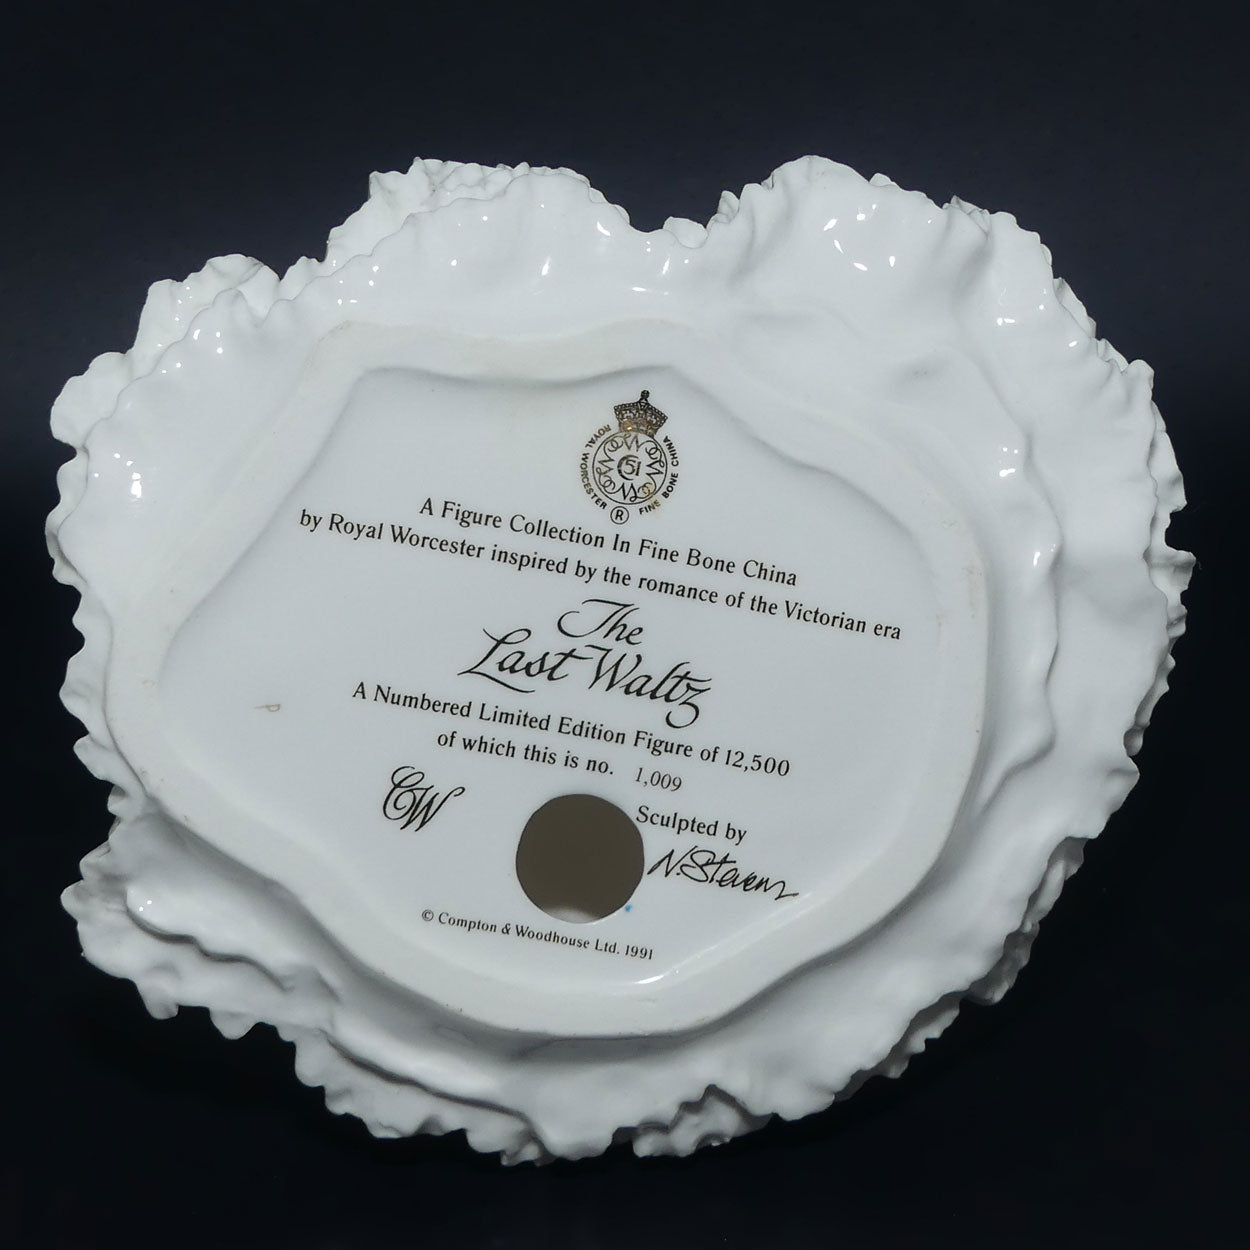 ROYAL WORCESTER
51
FINE BONE CHINA
®
A Figure Collection In Fine Bone China
by Royal Worcester inspired by the romance of the Victorian era
The
Last Waltz
A Numbered Limited Edition Figure of 12,500
of which this is no. 1,009
CW
Sculpted by
N. Stevens
© Compton & Woodhouse Ltd. 1991